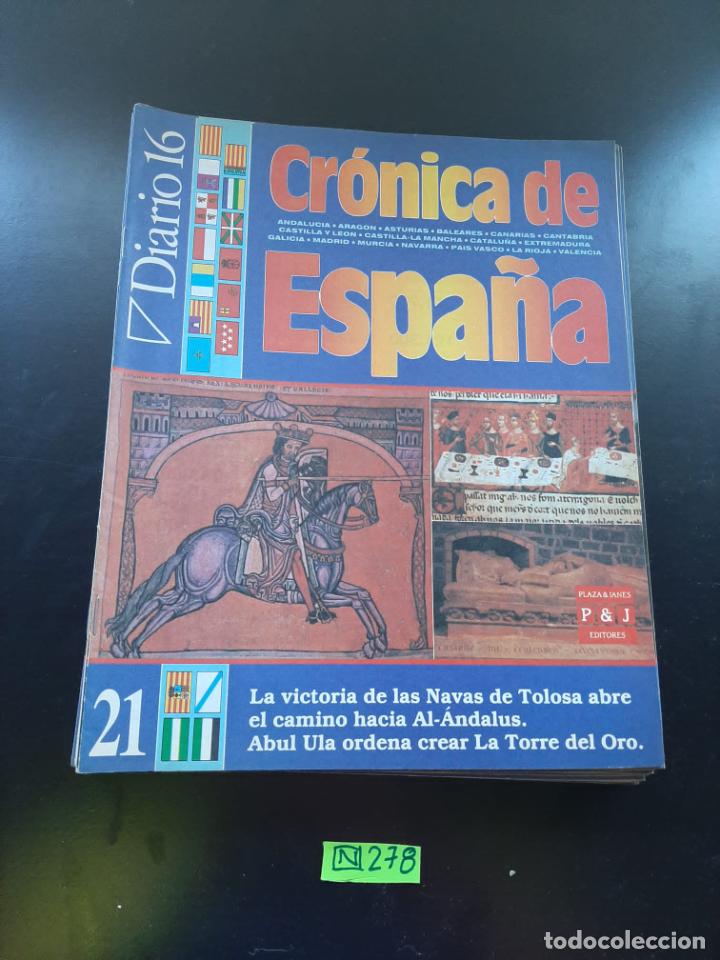 Diario 16
Crónica de
ANDALUCIA • ARAGON • ASTURIAS • BALEARES • CANARIAS • CANTABRIA
CASTILLA Y LEON • CASTILLA-LA MANCHA • CATALUÑA • EXTREMADURA
GALICIA • MADRID • MURCIA • NAVARRA • PAIS VASCO • LA RIOJA • VALENCIA
España
PLAZA & JANES
P & J
EDITORES
21
La victoria de las Navas de Tolosa abre
el camino hacia Al-Ándalus.
Abul Ula ordena crear La Torre del Oro.
N 278
todocoleccion